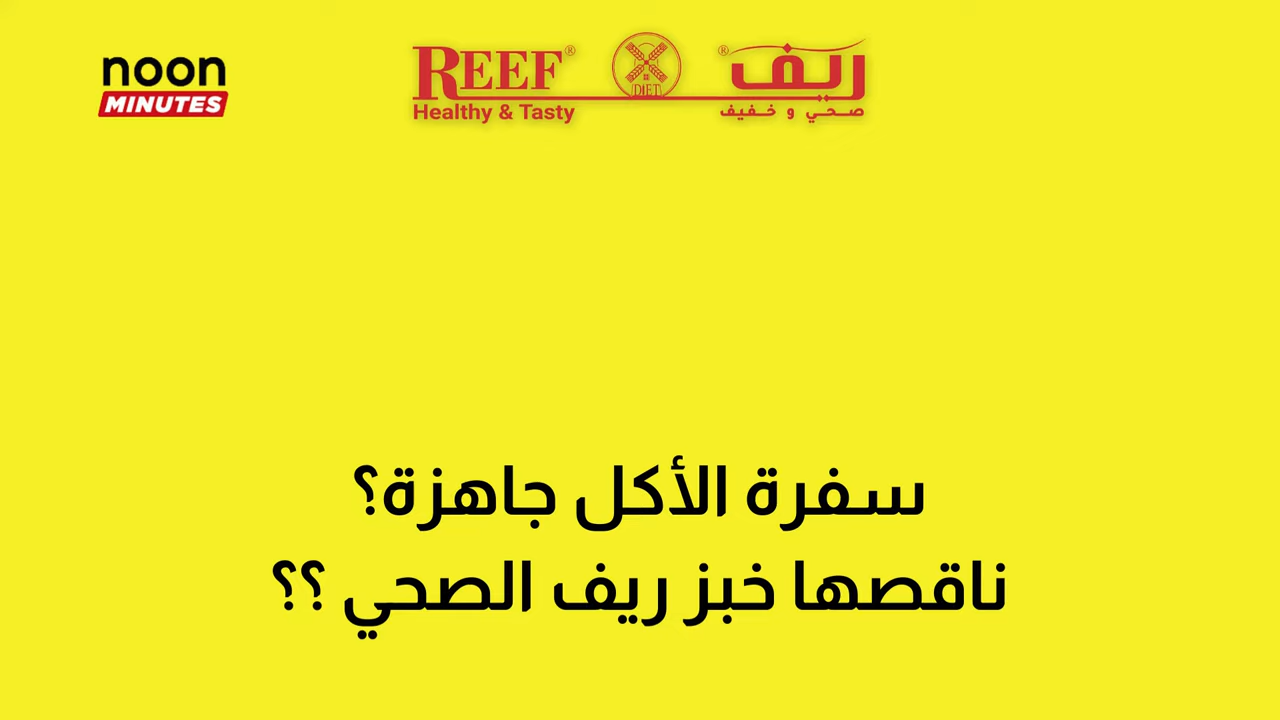 noon
MINUTES
REEF®
Healthy & Tasty
DIET
ريف®
صحي و خفيف
سفرة الأكل جاهزة؟
ناقصها خبز ريف الصحي ؟؟